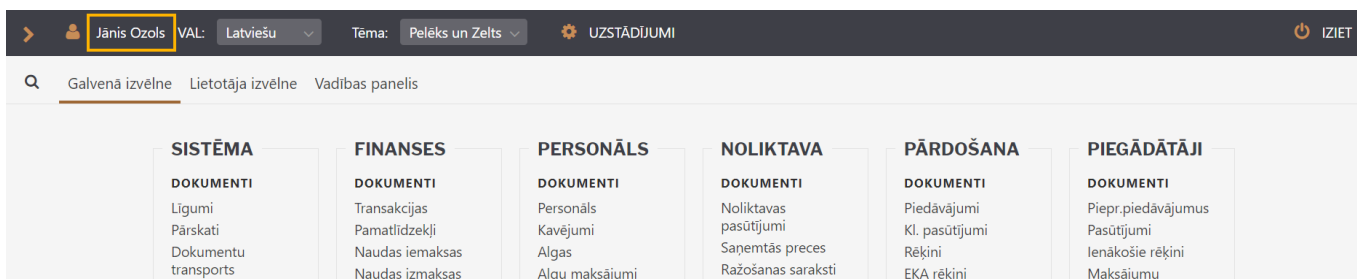 Jānis Ozols VAL: Latviešu Tēma: Pelēks un Zelts UZSTĀDĪJUMI IZIET
Galvenā izvēlne Lietotāja izvēlne Vadības panelis
SISTĒMA FINANSES PERSONĀLS NOLIKTAVA PĀRDOŠANA PIEGĀDĀTĀJI
DOKUMENTI DOKUMENTI DOKUMENTI DOKUMENTI DOKUMENTI DOKUMENTI
Līgumi Transakcijas Personāls Noliktavas Piedāvājumi Piepr.piedāvājumus
Pārskati Pamatlīdzekļi Kavējumi pasūtījumi Kl. pasūtījumi Pasūtījumi
Dokumentu Naudas iemaksas Algas Saņemtās preces Rēķini Ienākošie rēķini
transports Naudas izmaksas Algu maksājumi Ražošanas saraksti EKA rēķini Maksājumu